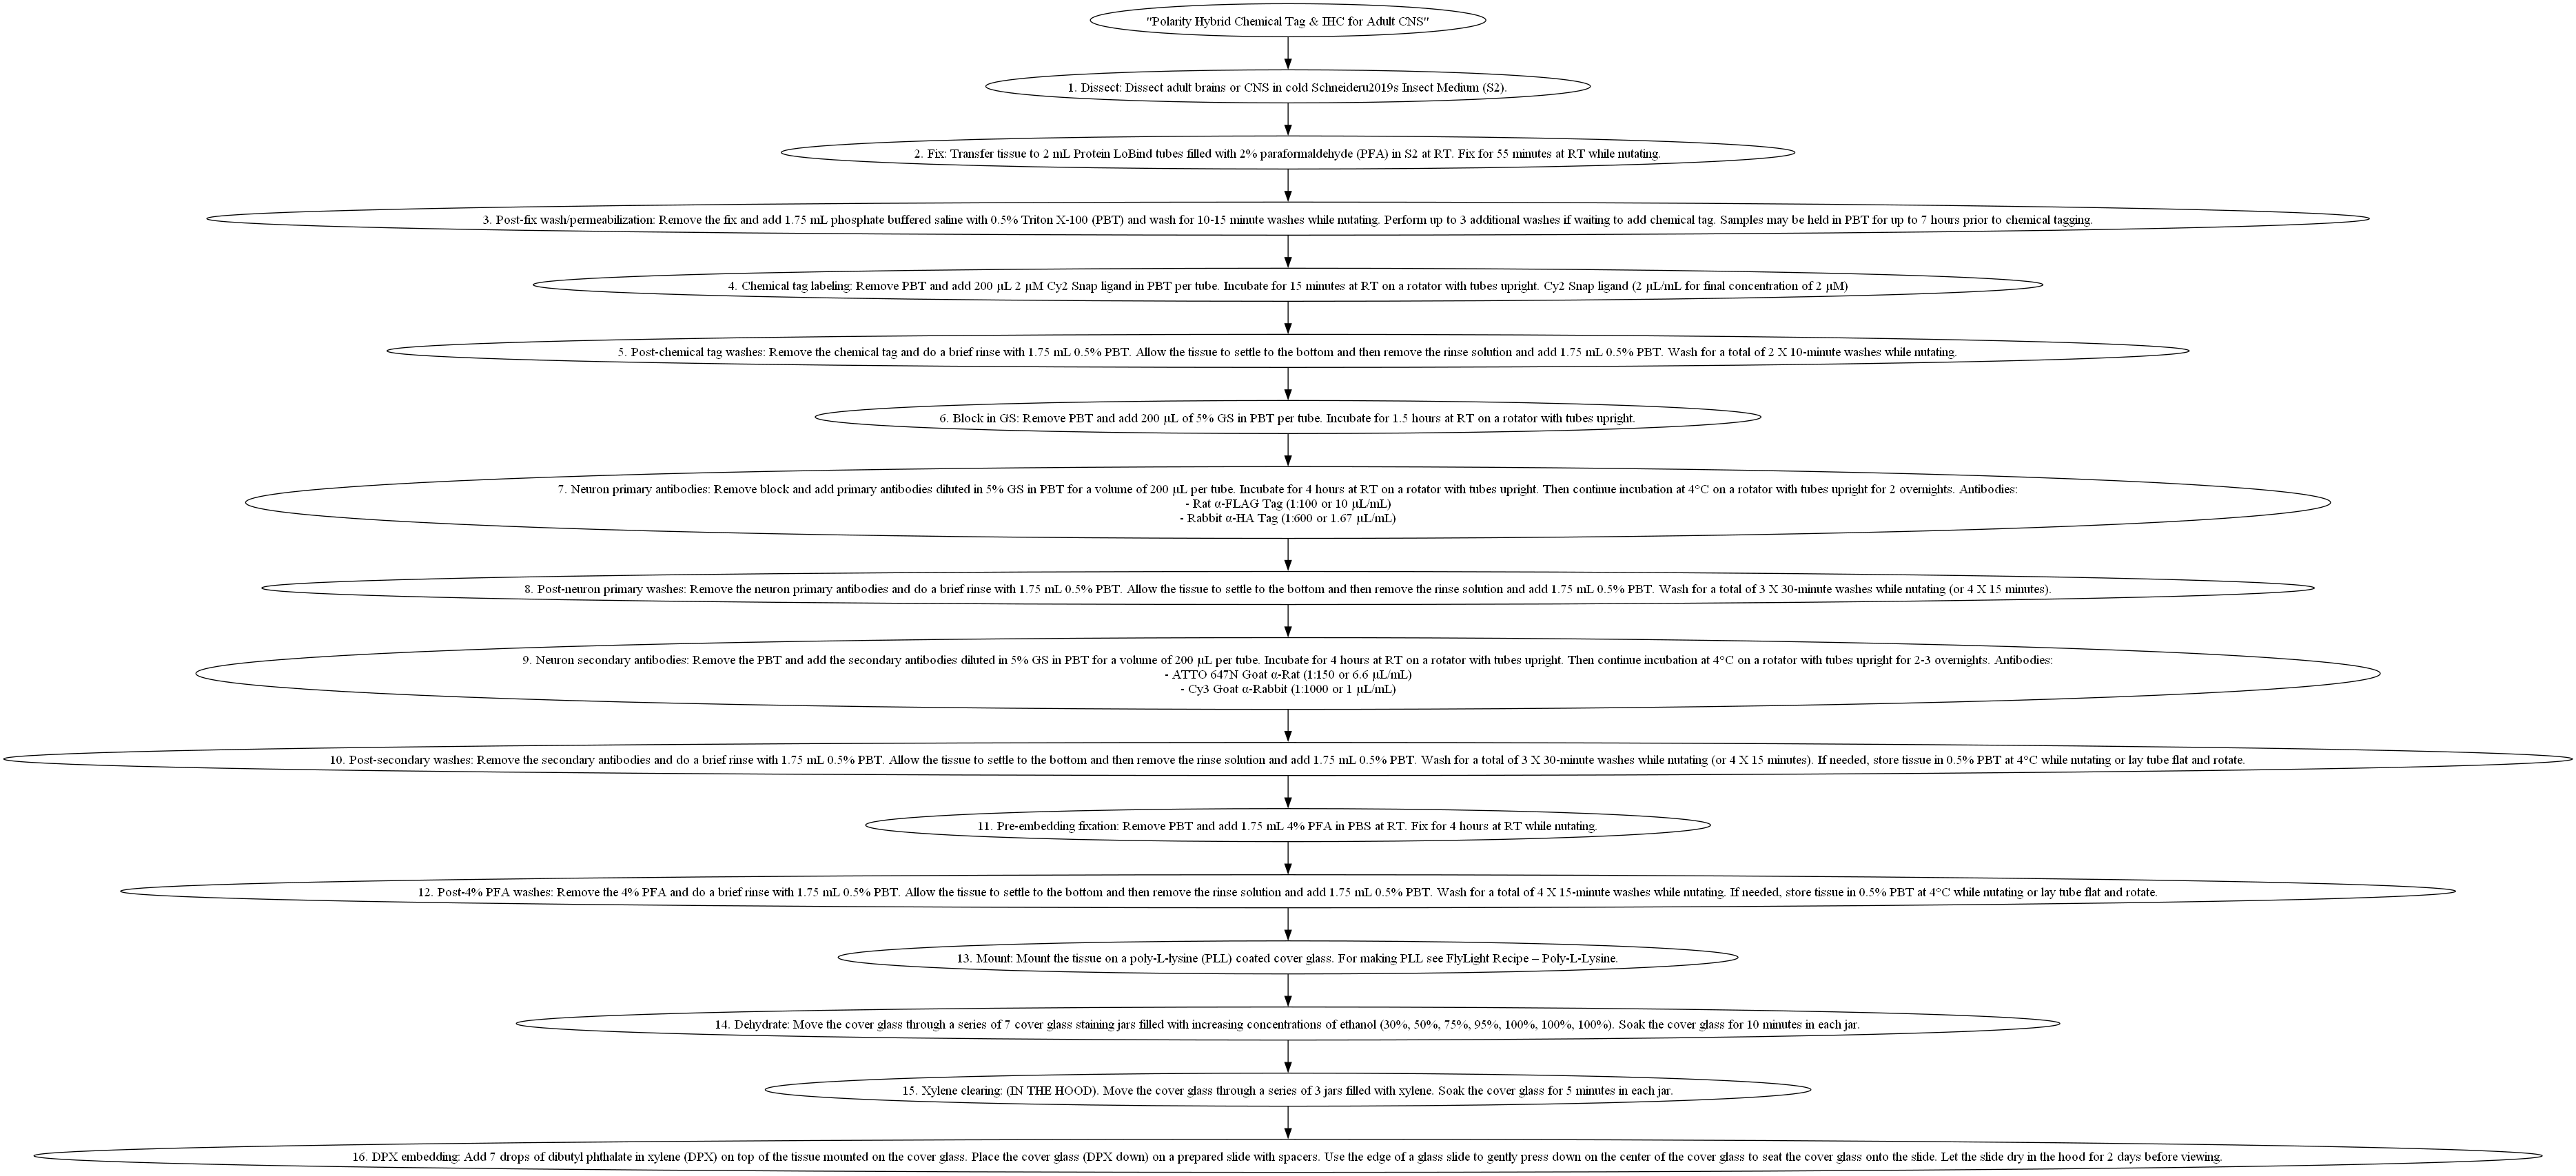 "Polarity Hybrid Chemical Tag & IHC for Adult CNS"
1. Dissect: Dissect adult brains or CNS in cold Schneideru2019s Insect Medium (S2).
2. Fix: Transfer tissue to 2 mL Protein LoBind tubes filled with 2% paraformaldehyde (PFA) in S2 at RT. Fix for 55 minutes at RT while nutating.
3. Post-fix wash/permeabilization: Remove the fix and add 1.75 mL phosphate buffered saline with 0.5% Triton X-100 (PBT) and wash for 10-15 minute washes while nutating. Perform up to 3 additional washes if waiting to add chemical tag. Samples may be held in PBT for up to 7 hours prior to chemical tagging.
4. Chemical tag labeling: Remove PBT and add 200 µL 2 µM Cy2 Snap ligand in PBT per tube. Incubate for 15 minutes at RT on a rotator with tubes upright. Cy2 Snap ligand (2 µL/mL for final concentration of 2 µM)
5. Post-chemical tag washes: Remove the chemical tag and do a brief rinse with 1.75 mL 0.5% PBT. Allow the tissue to settle to the bottom and then remove the rinse solution and add 1.75 mL 0.5% PBT. Wash for a total of 2 X 10-minute washes while nutating.
6. Block in GS: Remove PBT and add 200 µL of 5% GS in PBT per tube. Incubate for 1.5 hours at RT on a rotator with tubes upright.
7. Neuron primary antibodies: Remove block and add primary antibodies diluted in 5% GS in PBT for a volume of 200 µL per tube. Incubate for 4 hours at RT on a rotator with tubes upright. Then continue incubation at 4°C on a rotator with tubes upright for 2 overnights. Antibodies:
- Rat α-FLAG Tag (1:100 or 10 µL/mL)
- Rabbit α-HA Tag (1:600 or 1.67 µL/mL)
8. Post-neuron primary washes: Remove the neuron primary antibodies and do a brief rinse with 1.75 mL 0.5% PBT. Allow the tissue to settle to the bottom and then remove the rinse solution and add 1.75 mL 0.5% PBT. Wash for a total of 3 X 30-minute washes while nutating (or 4 X 15 minutes).
9. Neuron secondary antibodies: Remove the PBT and add the secondary antibodies diluted in 5% GS in PBT for a volume of 200 µL per tube. Incubate for 4 hours at RT on a rotator with tubes upright. Then continue incubation at 4°C on a rotator with tubes upright for 2-3 overnights. Antibodies:
- ATTO 647N Goat α-Rat (1:150 or 6.6 µL/mL)
- Cy3 Goat α-Rabbit (1:1000 or 1 µL/mL)
10. Post-secondary washes: Remove the secondary antibodies and do a brief rinse with 1.75 mL 0.5% PBT. Allow the tissue to settle to the bottom and then remove the rinse solution and add 1.75 mL 0.5% PBT. Wash for a total of 3 X 30-minute washes while nutating (or 4 X 15 minutes). If needed, store tissue in 0.5% PBT at 4°C while nutating or lay tube flat and rotate.
11. Pre-embedding fixation: Remove PBT and add 1.75 mL 4% PFA in PBS at RT. Fix for 4 hours at RT while nutating.
12. Post-4% PFA washes: Remove the 4% PFA and do a brief rinse with 1.75 mL 0.5% PBT. Allow the tissue to settle to the bottom and then remove the rinse solution and add 1.75 mL 0.5% PBT. Wash for a total of 4 X 15-minute washes while nutating. If needed, store tissue in 0.5% PBT at 4°C while nutating or lay tube flat and rotate.
13. Mount: Mount the tissue on a poly-L-lysine (PLL) coated cover glass. For making PLL see FlyLight Recipe – Poly-L-Lysine.
14. Dehydrate: Move the cover glass through a series of 7 cover glass staining jars filled with increasing concentrations of ethanol (30%, 50%, 75%, 95%, 100%, 100%, 100%). Soak the cover glass for 10 minutes in each jar.
15. Xylene clearing: (IN THE HOOD). Move the cover glass through a series of 3 jars filled with xylene. Soak the cover glass for 5 minutes in each jar.
16. DPX embedding: Add 7 drops of dibutyl phthalate in xylene (DPX) on top of the tissue mounted on the cover glass. Place the cover glass (DPX down) on a prepared slide with spacers. Use the edge of a glass slide to gently press down on the center of the cover glass to seat the cover glass onto the slide. Let the slide dry in the hood for 2 days before viewing.